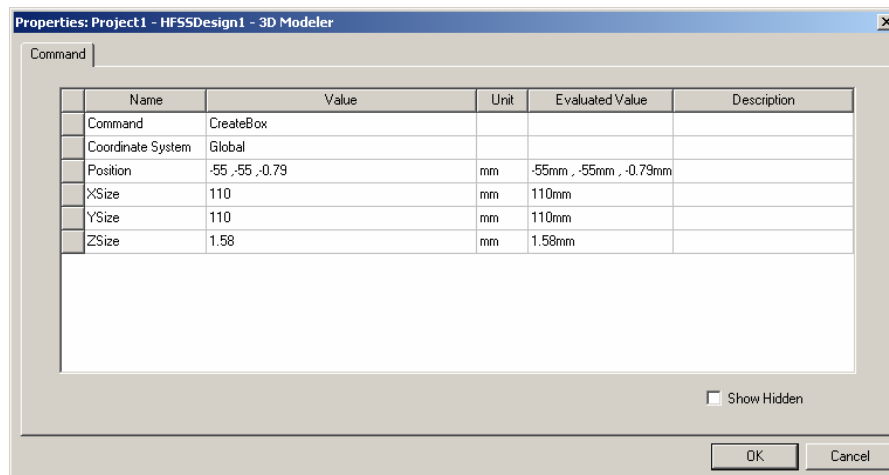 Properties: Project1 - HFSSDesign1 - 3D Modeler
Command
Name Value Unit Evaluated Value Description
Command CreateBox
Coordinate System Global
Position -55 ,-55 ,-0.79 mm -55mm , -55mm , -0.79mm
XSize 110 mm 110mm
YSize 110 mm 110mm
ZSize 1.58 mm 1.58mm
Show Hidden
OK Cancel